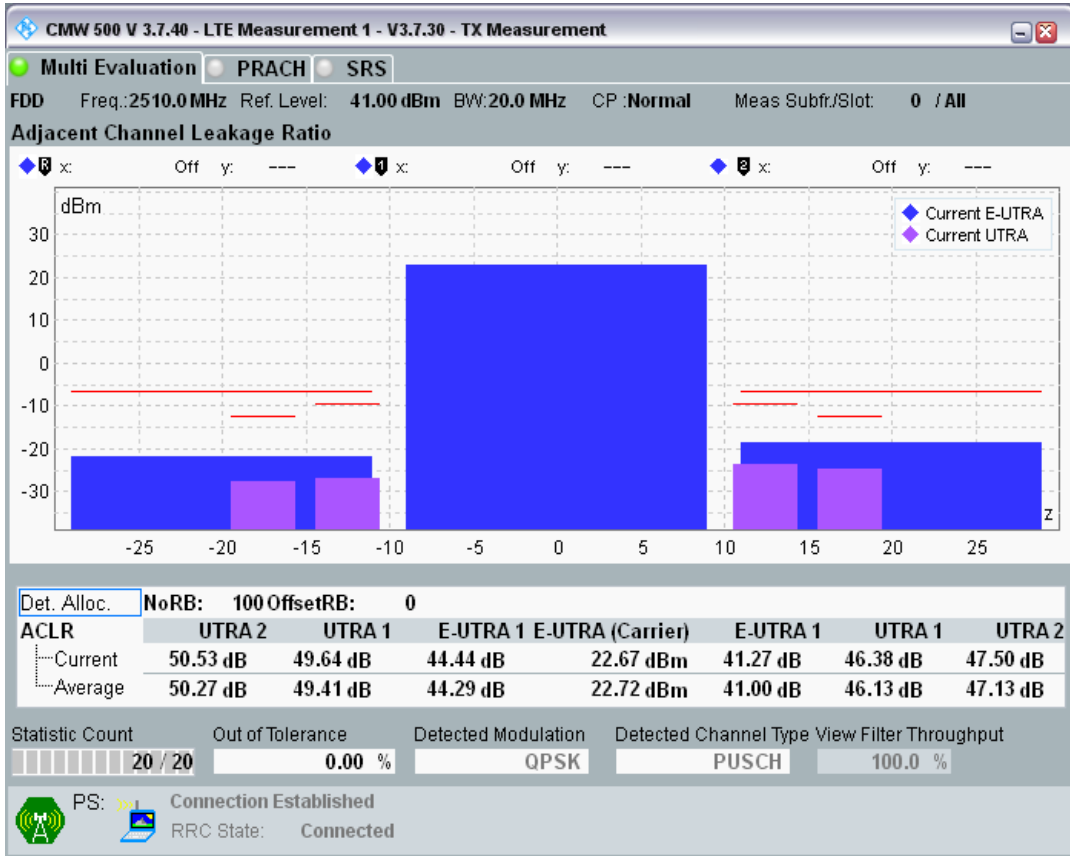 CMW 500 V 3.7.40 - LTE Measurement 1 - V3.7.30 - TX Measurement
Multi Evaluation PRACH SRS
FDD Freq.:2510.0 MHz Ref. Level: 41.00 dBm BW:20.0 MHz CP :Normal Meas Subfr./Slot: 0 / All
Adjacent Channel Leakage Ratio
R x: Off y: --- 1 x: Off y: --- 2 x: Off y: ---
dBm
Current E-UTRA
Current UTRA
30
20
10
0
-10
-20
-30
z
-25 -20 -15 -10 -5 0 5 10 15 20 25
Det. Alloc. NoRB: 100 OffsetRB: 0
ACLR UTRA 2 UTRA 1 E-UTRA 1 E-UTRA (Carrier) E-UTRA 1 UTRA 1 UTRA 2
Current 50.53 dB 49.64 dB 44.44 dB 22.67 dBm 41.27 dB 46.38 dB 47.50 dB
Average 50.27 dB 49.41 dB 44.29 dB 22.72 dBm 41.00 dB 46.13 dB 47.13 dB
Statistic Count Out of Tolerance Detected Modulation Detected Channel Type View Filter Throughput
20 / 20 0.00 % QPSK PUSCH 100.0 %
PS: Connection Established
RRC State: Connected